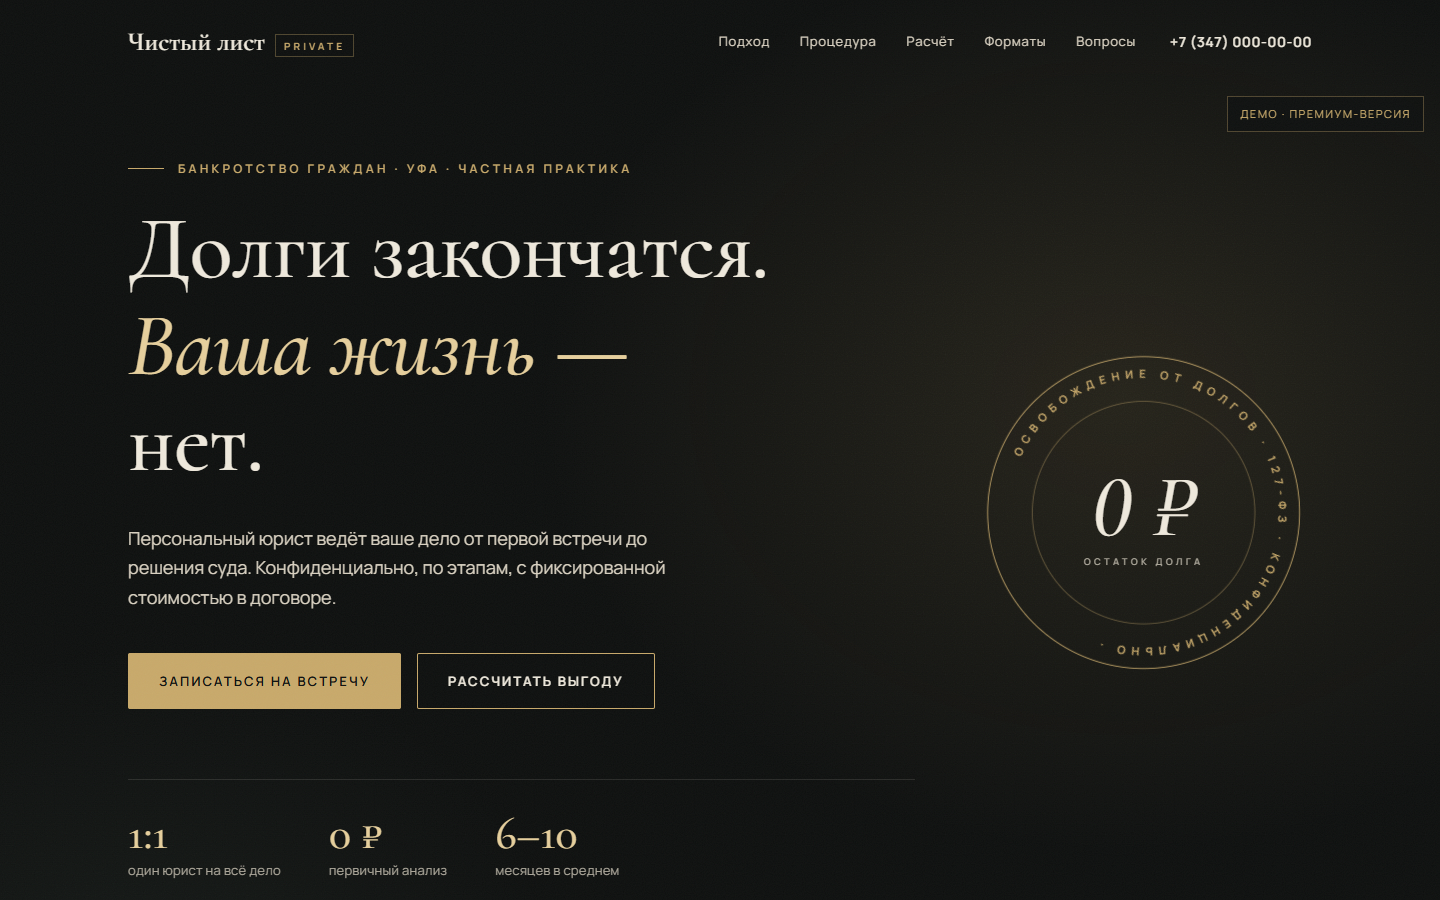 Чистый лист PRIVATE
Подход Процедура Расчёт Форматы Вопросы +7 (347) 000-00-00
ДЕМО · ПРЕМИУМ-ВЕРСИЯ
БАНКРОТСТВО ГРАЖДАН · УФА · ЧАСТНАЯ ПРАКТИКА
Долги закончатся.
Ваша жизнь —
нет.
Персональный юрист ведёт ваше дело от первой встречи до
решения суда. Конфиденциально, по этапам, с фиксированной
стоимостью в договоре.
ЗАПИСАТЬСЯ НА ВСТРЕЧУ
РАССЧИТАТЬ ВЫГОДУ
ОСВОБОЖДЕНИЕ ОТ ДОЛГОВ · 127-ФЗ · КОНФИДЕНЦИАЛЬНО ·
0 ₽
ОСТАТОК ДОЛГА
1:1
один юрист на всё дело
0 ₽
первичный анализ
6–10
месяцев в среднем